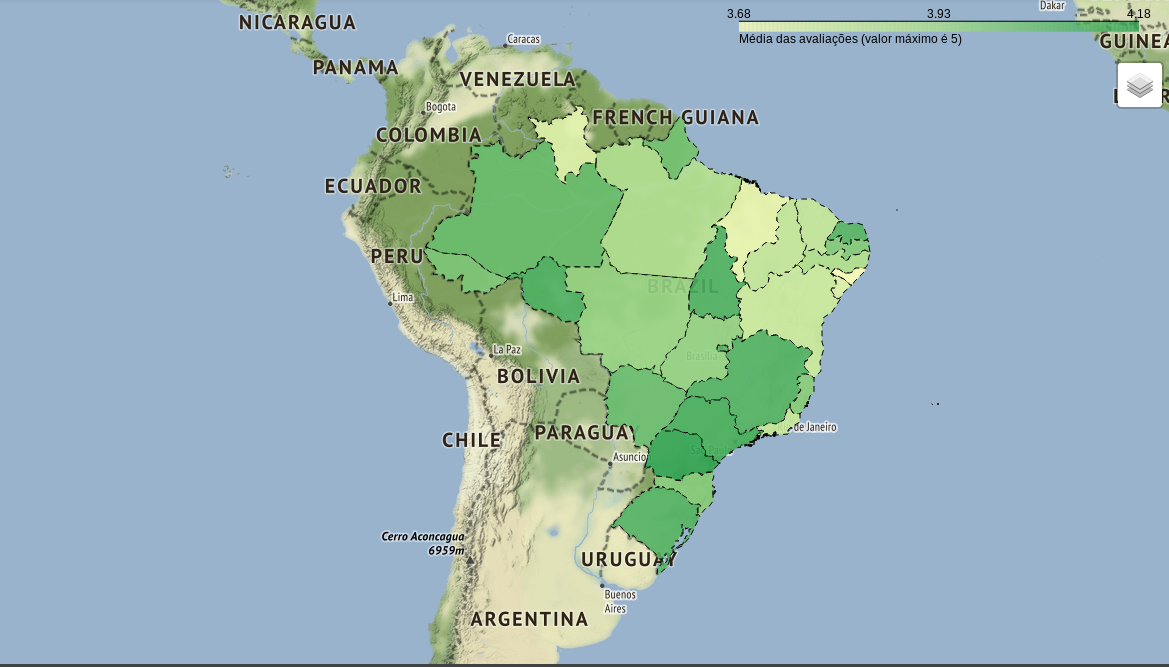 3.68 3.93 4.18
Média das avaliações (valor máximo é 5)
Dakar
NICARAGUA
Caracas
GUINEA
PANAMA
VENEZUELA
Bogota
FRENCH GUIANA
COLOMBIA
ECUADOR
PERU
BRAZIL
Lima
La Paz
Brasília
BOLIVIA
de Janeiro
PARAGUA
CHILE
Asuncio
Cerro Aconcagua
6959m
URUGUAY
Buenos
Aires
ARGENTINA